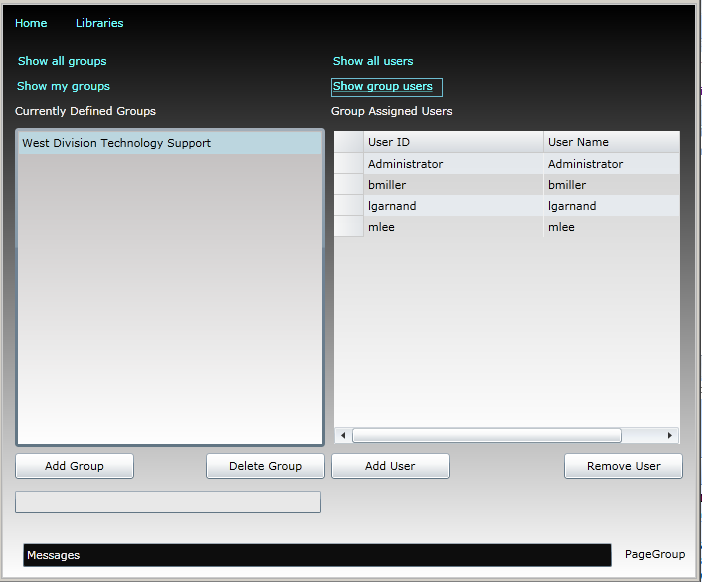 Home Libraries
Show all groups Show all users
Show my groups Show group users
Currently Defined Groups Group Assigned Users
West Division Technology Support
User ID User Name
Administrator Administrator
bmiller bmiller
lgarnand lgarnand
mlee mlee
Add Group Delete Group Add User Remove User
Messages PageGroup